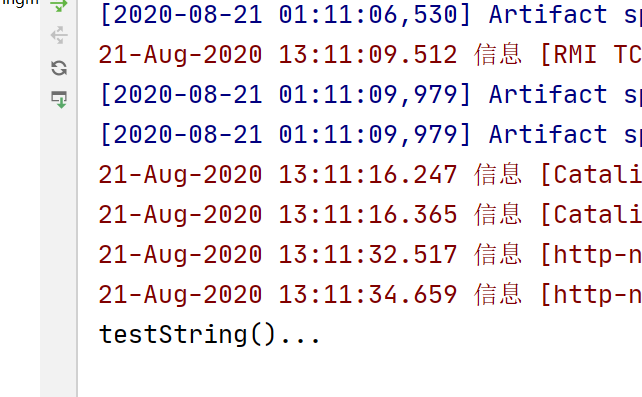 [2020-08-21 01:11:06,530] Artifact
21-Aug-2020 13:11:09.512 信息 [RMI TC
[2020-08-21 01:11:09,979] Artifact
[2020-08-21 01:11:09,979] Artifact
21-Aug-2020 13:11:16.247 信息 [Catali
21-Aug-2020 13:11:16.365 信息 [Catali
21-Aug-2020 13:11:32.517 信息 [http-n
21-Aug-2020 13:11:34.659 信息 [http-n
testString()...